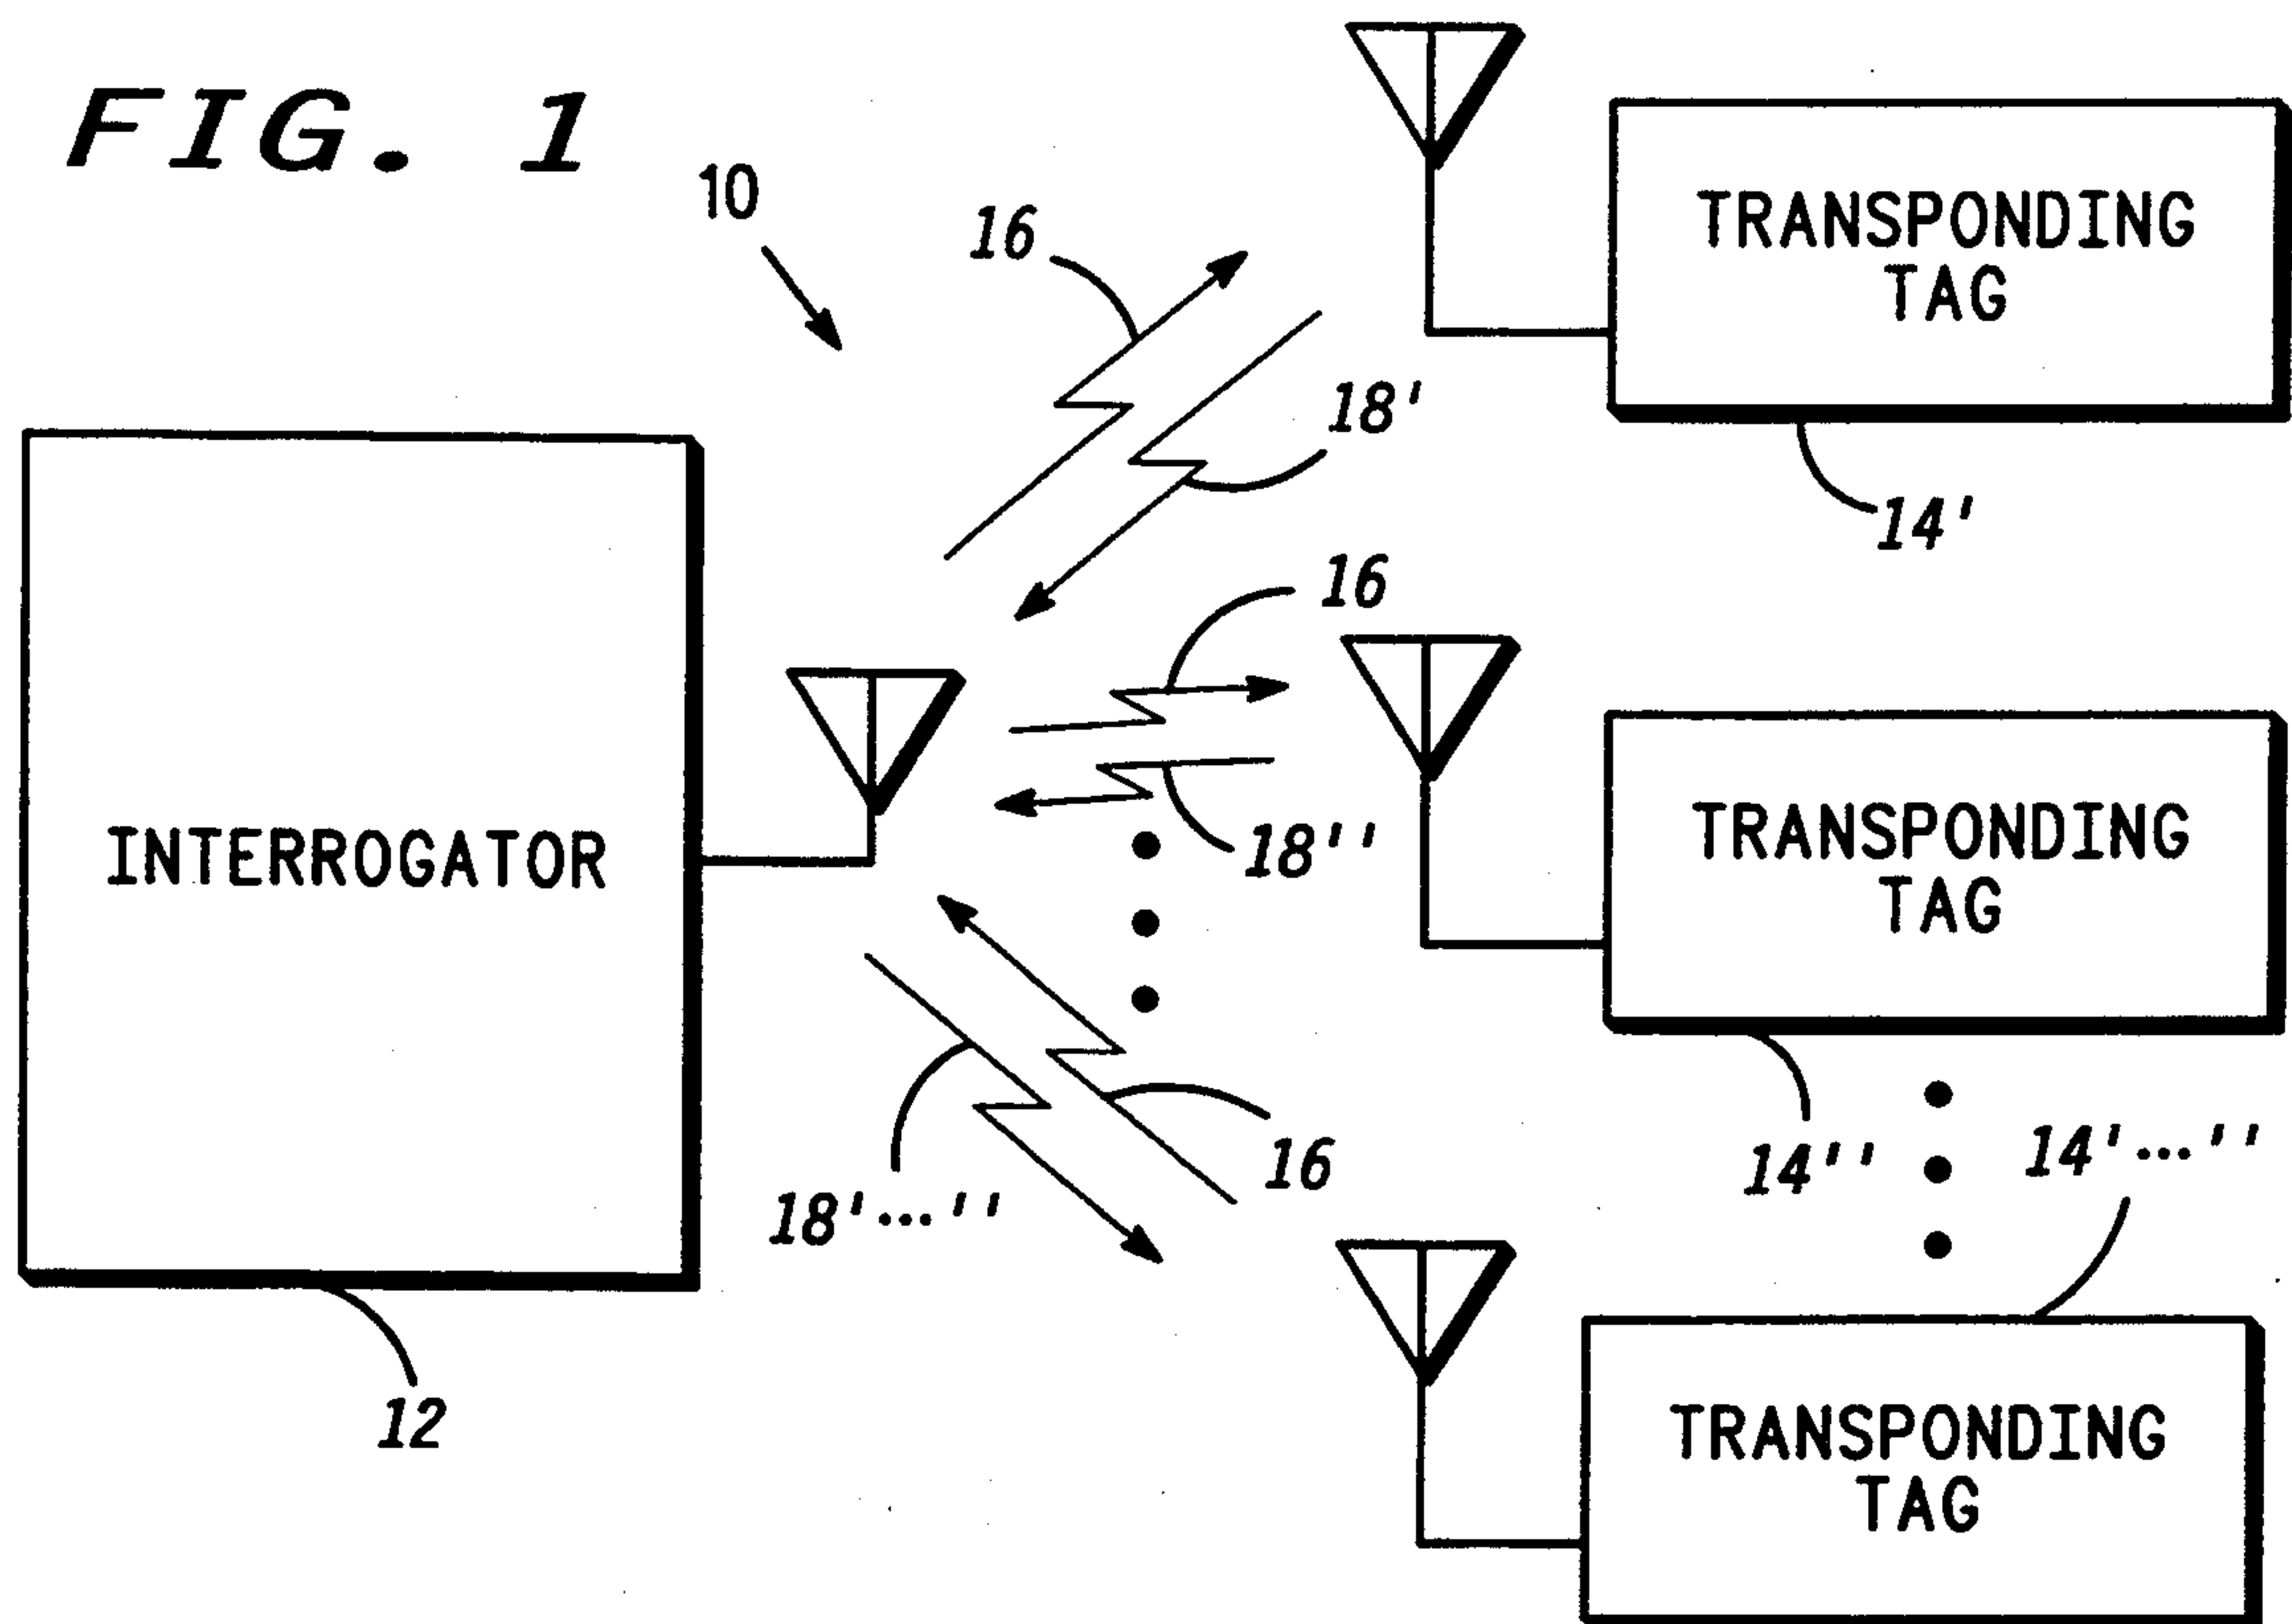 FIG. 1
10
16
TRANSPONDING
TAG
18'
14'
16
INTERROGATOR
TRANSPONDING
TAG
18''
14''
14'...''
16
18'...''
12
TRANSPONDING
TAG